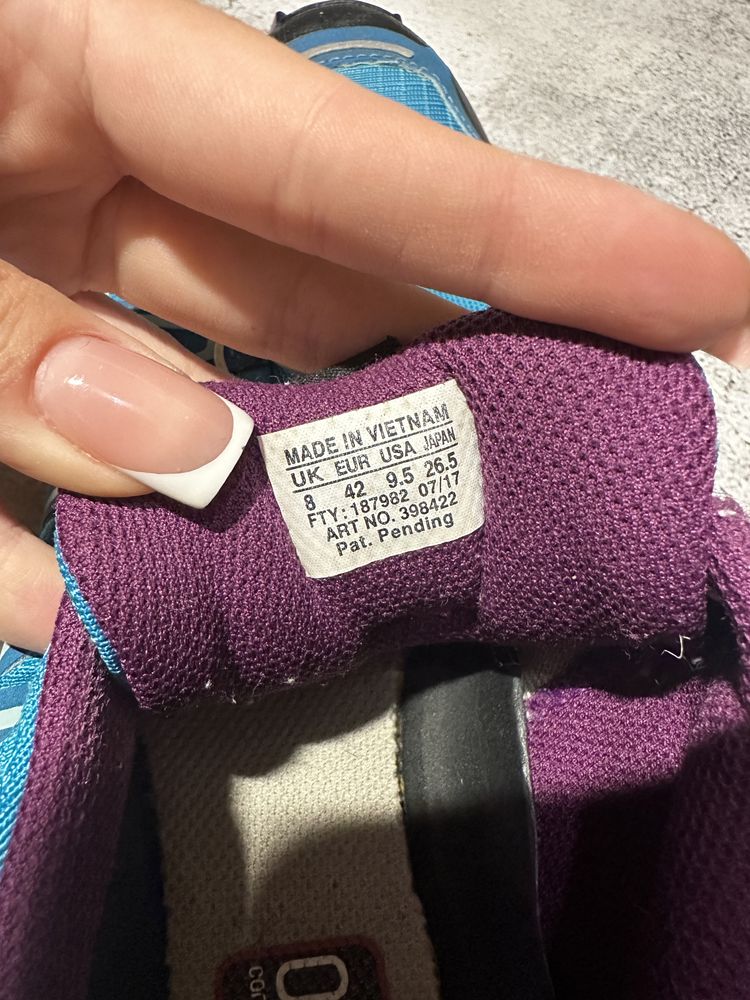 MADE IN VIETNAM
UK EUR USA JAPAN
8 42 9.5 26.5
FTY: 187982 07/17
ART NO. 398422
Pat. Pending